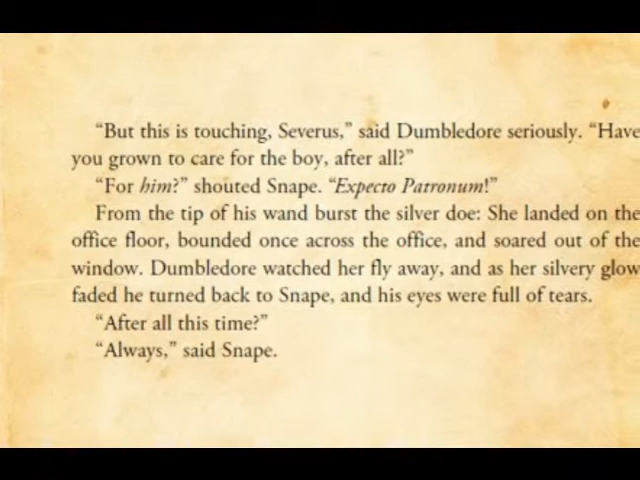 “But this is touching, Severus,” said Dumbledore seriously. “Have
you grown to care for the boy, after all?”
“For him?” shouted Snape. “Expecto Patronum!”
From the tip of his wand burst the silver doe: She landed on the
office floor, bounded once across the office, and soared out of the
window. Dumbledore watched her fly away, and as her silvery glow
faded he turned back to Snape, and his eyes were full of tears.
“After all this time?”
“Always,” said Snape.